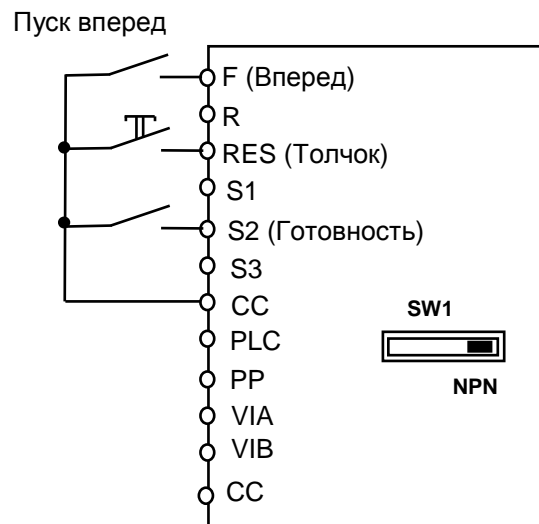 Пуск вперед
F (Вперед)
R
RES (Толчок)
S1
S2 (Готовность)
S3
CC
SW1
PLC
PP
NPN
VIA
VIB
CC